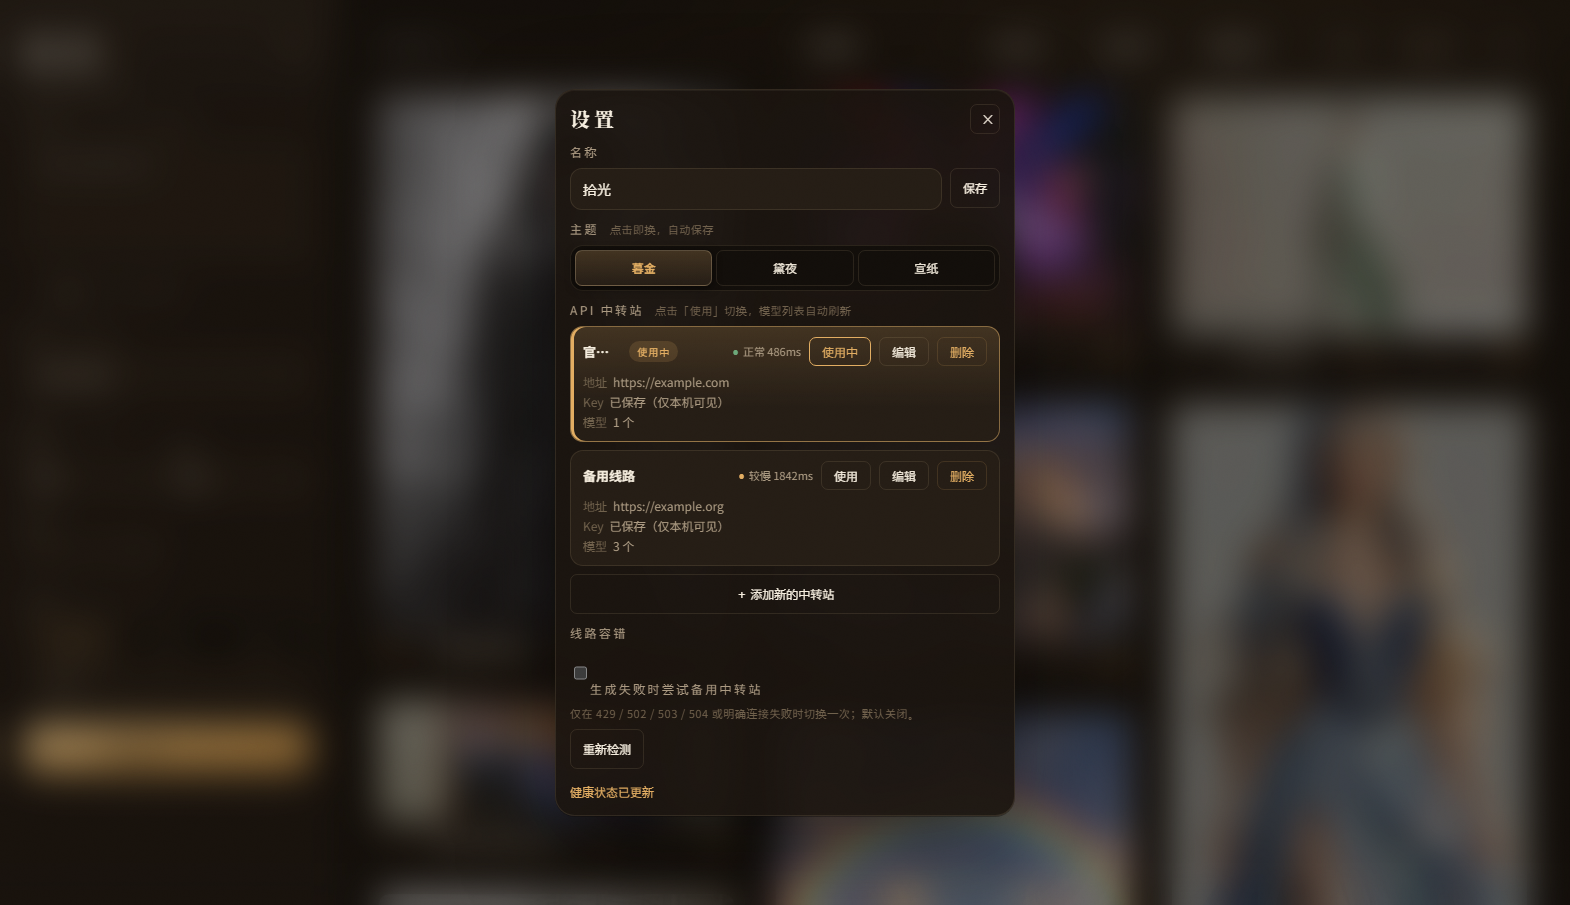 设置
×
名称
拾光
保存
主题 点击即换，自动保存
暮金 黛夜 宣纸
API 中转站 点击「使用」切换，模型列表自动刷新
官… 使用中 正常 486ms 使用中 编辑 删除
地址 https://example.com
Key 已保存（仅本机可见）
模型 1 个
备用线路 较慢 1842ms 使用 编辑 删除
地址 https://example.org
Key 已保存（仅本机可见）
模型 3 个
+ 添加新的中转站
线路容错
生成失败时尝试备用中转站
仅在 429 / 502 / 503 / 504 或明确连接失败时切换一次；默认关闭。
重新检测
健康状态已更新